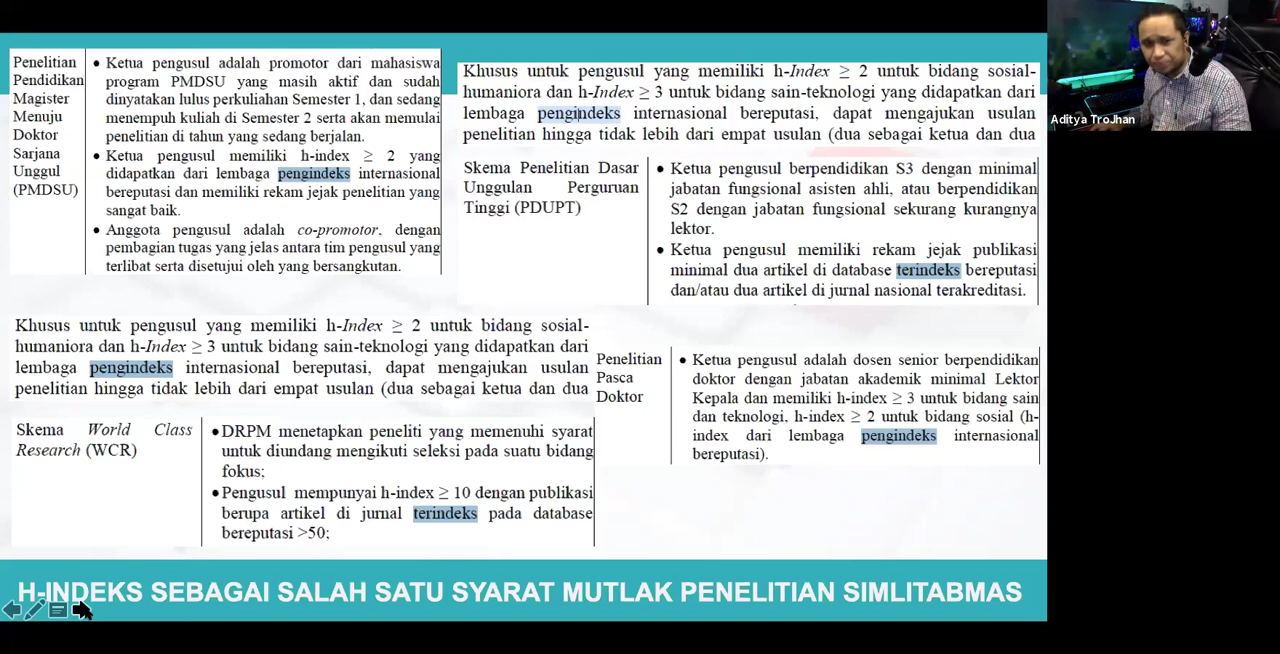 Penelitian
Pendidikan
Magister
Menuju
Doktor
Sarjana
Unggul
(PMDSU)
• Ketua pengusul adalah promotor dari mahasiswa
program PMDSU yang masih aktif dan sudah
dinyatakan lulus perkuliahan Semester 1, dan sedang
menempuh kuliah di Semester 2 serta akan memulai
penelitian di tahun yang sedang berjalan.
• Ketua pengusul memiliki h-index ≥ 2 yang
didapatkan dari lembaga pengindeks internasional
bereputasi dan memiliki rekam jejak penelitian yang
sangat baik.
• Anggota pengusul adalah co-promotor, dengan
pembagian tugas yang jelas antara tim pengusul yang
terlibat serta disetujui oleh yang bersangkutan.
Khusus untuk pengusul yang memiliki h-Index ≥ 2 untuk bidang sosial-
humaniora dan h-Index ≥ 3 untuk bidang sain-teknologi yang didapatkan dari
lembaga pengindeks internasional bereputasi, dapat mengajukan usulan
penelitian hingga tidak lebih dari empat usulan (dua sebagai ketua dan dua
Skema Penelitian Dasar
Unggulan Perguruan
Tinggi (PDUPT)
• Ketua pengusul berpendidikan S3 dengan minimal
jabatan fungsional asisten ahli, atau berpendidikan
S2 dengan jabatan fungsional sekurang kurangnya
lektor.
• Ketua pengusul memiliki rekam jejak publikasi
minimal dua artikel di database terindeks bereputasi
dan/atau dua artikel di jurnal nasional terakreditasi.
Khusus untuk pengusul yang memiliki h-Index ≥ 2 untuk bidang sosial-
humaniora dan h-Index ≥ 3 untuk bidang sain-teknologi yang didapatkan dari
lembaga pengindeks internasional bereputasi, dapat mengajukan usulan
penelitian hingga tidak lebih dari empat usulan (dua sebagai ketua dan dua
Skema World Class
Research (WCR)
• DRPM menetapkan peneliti yang memenuhi syarat
untuk diundang mengikuti seleksi pada suatu bidang
fokus;
• Pengusul mempunyai h-index ≥ 10 dengan publikasi
berupa artikel di jurnal terindeks pada database
bereputasi >50;
Penelitian
Pasca
Doktor
• Ketua pengusul adalah dosen senior berpendidikan
doktor dengan jabatan akademik minimal Lektor
Kepala dan memiliki h-index ≥ 3 untuk bidang sain
dan teknologi, h-index ≥ 2 untuk bidang sosial (h-
index dari lembaga pengindeks internasional
bereputasi).
H-INDEKS SEBAGAI SALAH SATU SYARAT MUTLAK PENELITIAN SIMLITABMAS
Aditya TroJhan